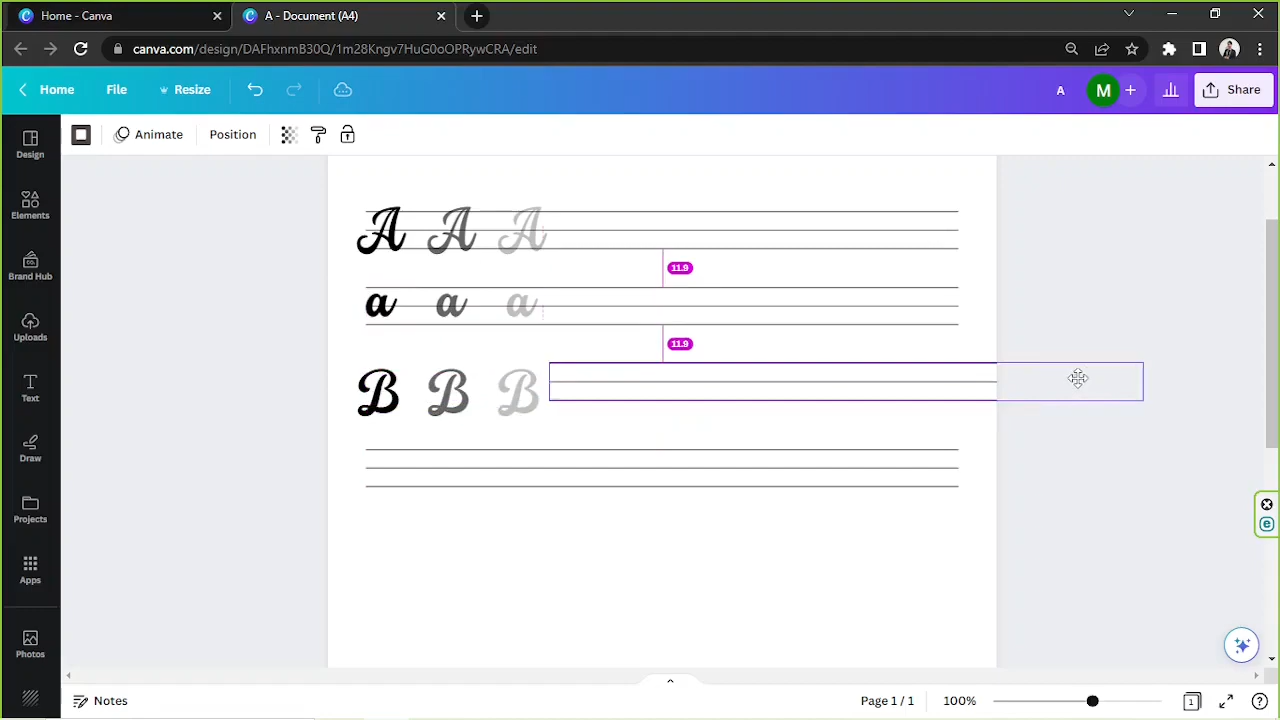 Home - Canva
A - Document (A4)
canva.com/design/DAFhxnmB30Q/1m28Kngv7HuG0oOPRywCRA/edit
Home
File
Resize
A
M
Share
Animate
Position
Design
Elements
Brand Hub
Uploads
Text
Draw
Projects
Apps
Photos
A A A
11.9
a a a
11.9
B B B
Notes
Page 1 / 1
100%
1